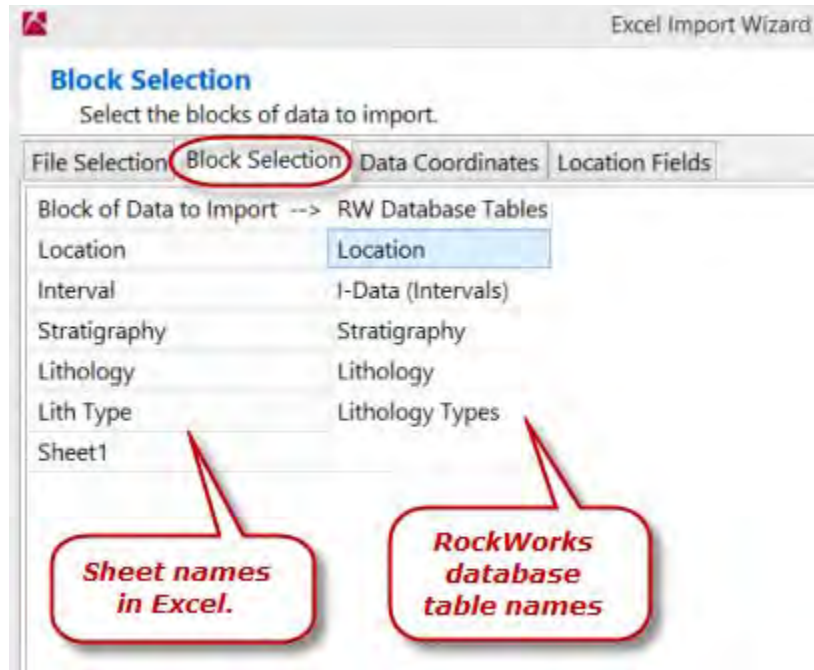 Excel Import Wizard
Block Selection
Select the blocks of data to import.
File Selection Block Selection Data Coordinates Location Fields
Block of Data to Import --> RW Database Tables
Location Location
Interval I-Data (Intervals)
Stratigraphy Stratigraphy
Lithology Lithology
Lith Type Lithology Types
Sheet1
Sheet names
in Excel.
RockWorks
database
table names